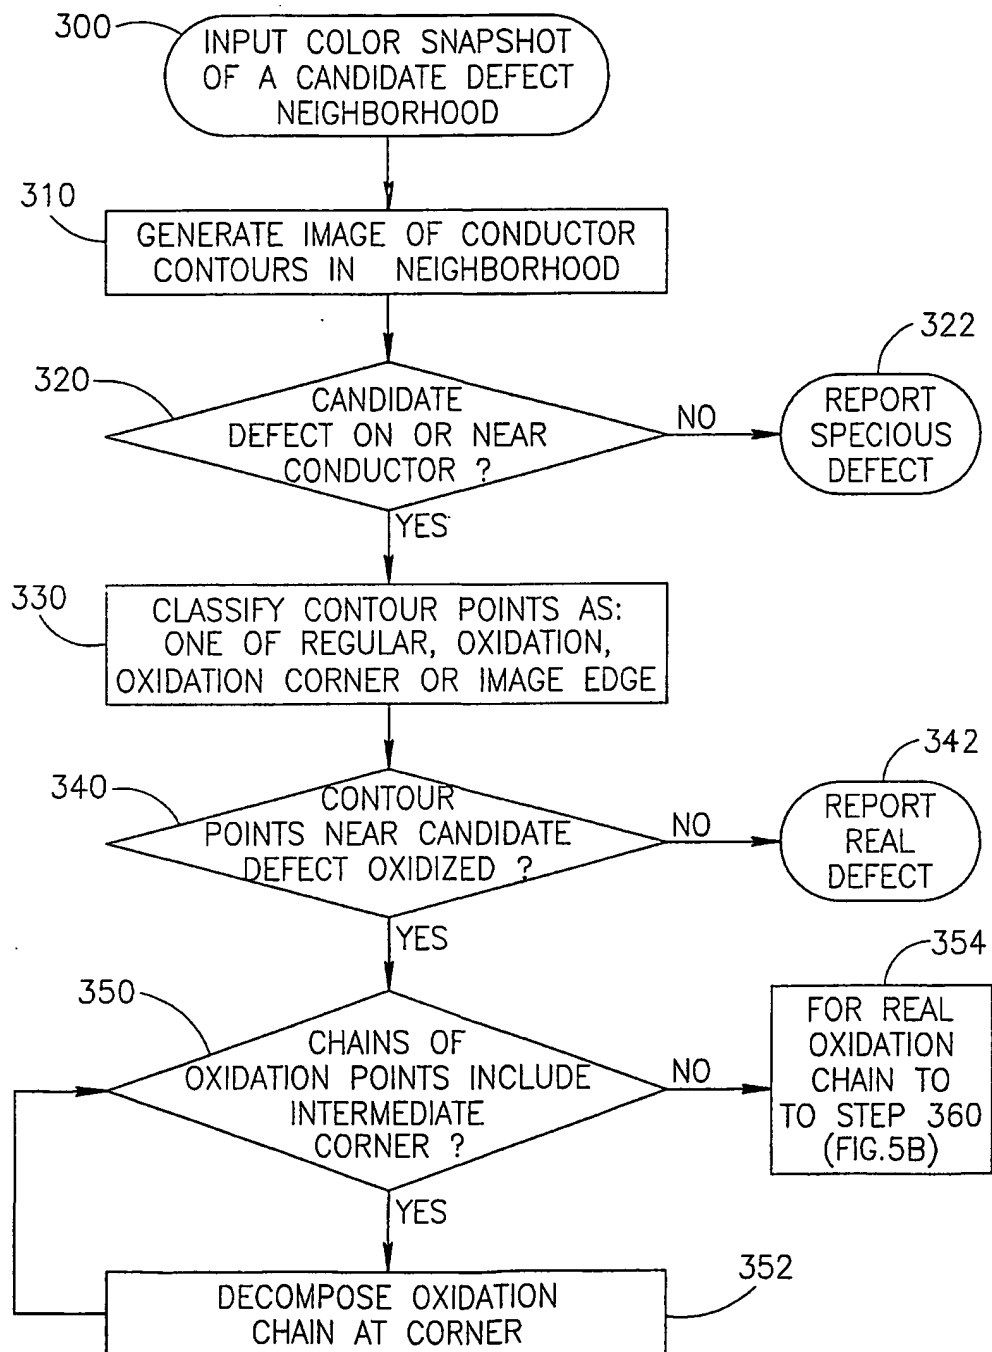 300
INPUT COLOR SNAPSHOT
OF A CANDIDATE DEFECT
NEIGHBORHOOD
310
GENERATE IMAGE OF CONDUCTOR
CONTOURS IN NEIGHBORHOOD
320
CANDIDATE
DEFECT ON OR NEAR
CONDUCTOR ?
NO
322
REPORT
SPECIOUS
DEFECT
YES
330
CLASSIFY CONTOUR POINTS AS:
ONE OF REGULAR, OXIDATION,
OXIDATION CORNER OR IMAGE EDGE
340
CONTOUR
POINTS NEAR CANDIDATE
DEFECT OXIDIZED ?
NO
342
REPORT
REAL
DEFECT
YES
350
CHAINS OF
OXIDATION POINTS INCLUDE
INTERMEDIATE
CORNER ?
NO
354
FOR REAL
OXIDATION
CHAIN TO
TO STEP 360
(FIG.5B)
YES
352
DECOMPOSE OXIDATION
CHAIN AT CORNER